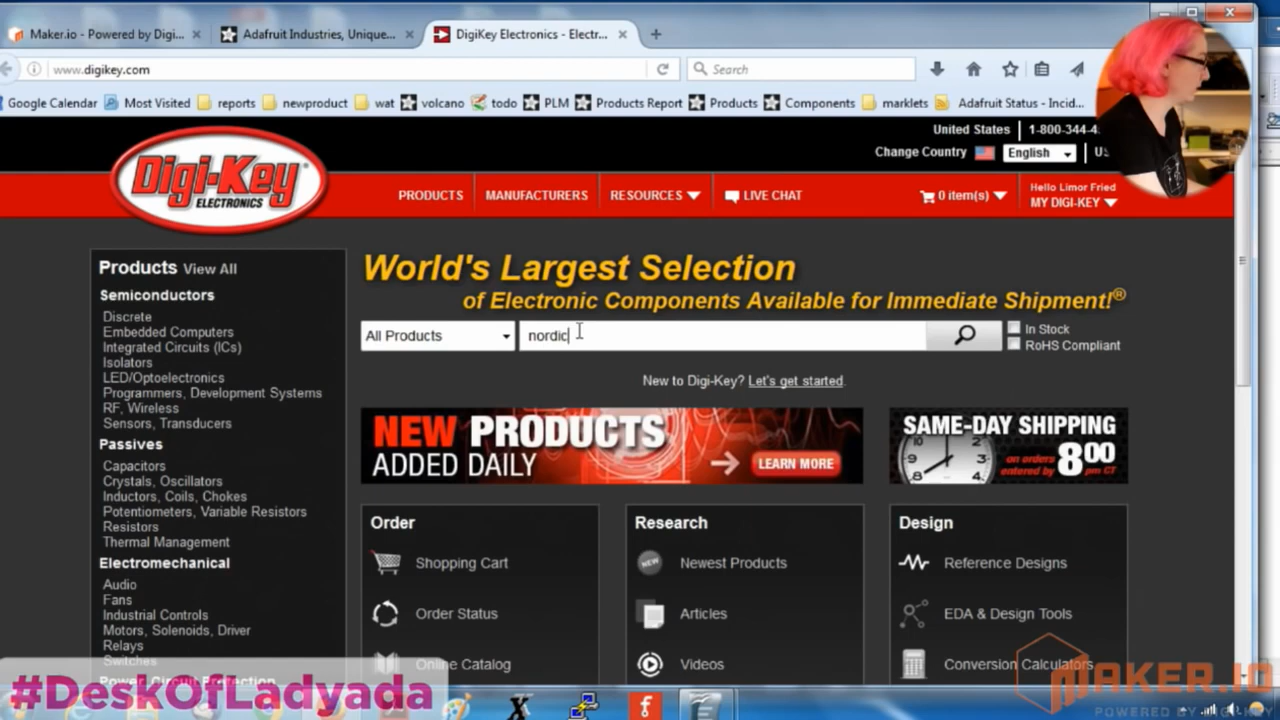 Maker.io - Powered by Digi...
Adafruit Industries, Unique...
DigiKey Electronics - Electr...
www.digikey.com
Search
Google Calendar
Most Visited
reports
newproduct
wat
volcano
todo
PLM
Products Report
Products
Components
marklets
Adafruit Status - Incid...
United States
1-800-344-4
Change Country
English
Digi-Key
ELECTRONICS
PRODUCTS
MANUFACTURERS
RESOURCES
LIVE CHAT
0 item(s)
Hello Limor Fried
MY DIGI-KEY
Products View All
Semiconductors
Discrete
Embedded Computers
Integrated Circuits (ICs)
Isolators
LED/Optoelectronics
Programmers, Development Systems
RF, Wireless
Sensors, Transducers
Passives
Capacitors
Crystals, Oscillators
Inductors, Coils, Chokes
Potentiometers, Variable Resistors
Resistors
Thermal Management
Electromechanical
Audio
Fans
Industrial Controls
Motors, Solenoids, Driver
Relays
Switches
Power, Circuit Protection
World's Largest Selection
of Electronic Components Available for Immediate Shipment!®
All Products
nordic
In Stock
RoHS Compliant
New to Digi-Key? Let's get started.
NEW PRODUCTS
ADDED DAILY
LEARN MORE
SAME-DAY SHIPPING
on orders
entered by
8:00
pm CT
Order
Shopping Cart
Order Status
Online Catalog
Research
NEW
Newest Products
Articles
Videos
Design
Reference Designs
EDA & Design Tools
Conversion Calculators
#DeskOfLadyada
MAKER.IO
POWERED BY DIGI-KEY